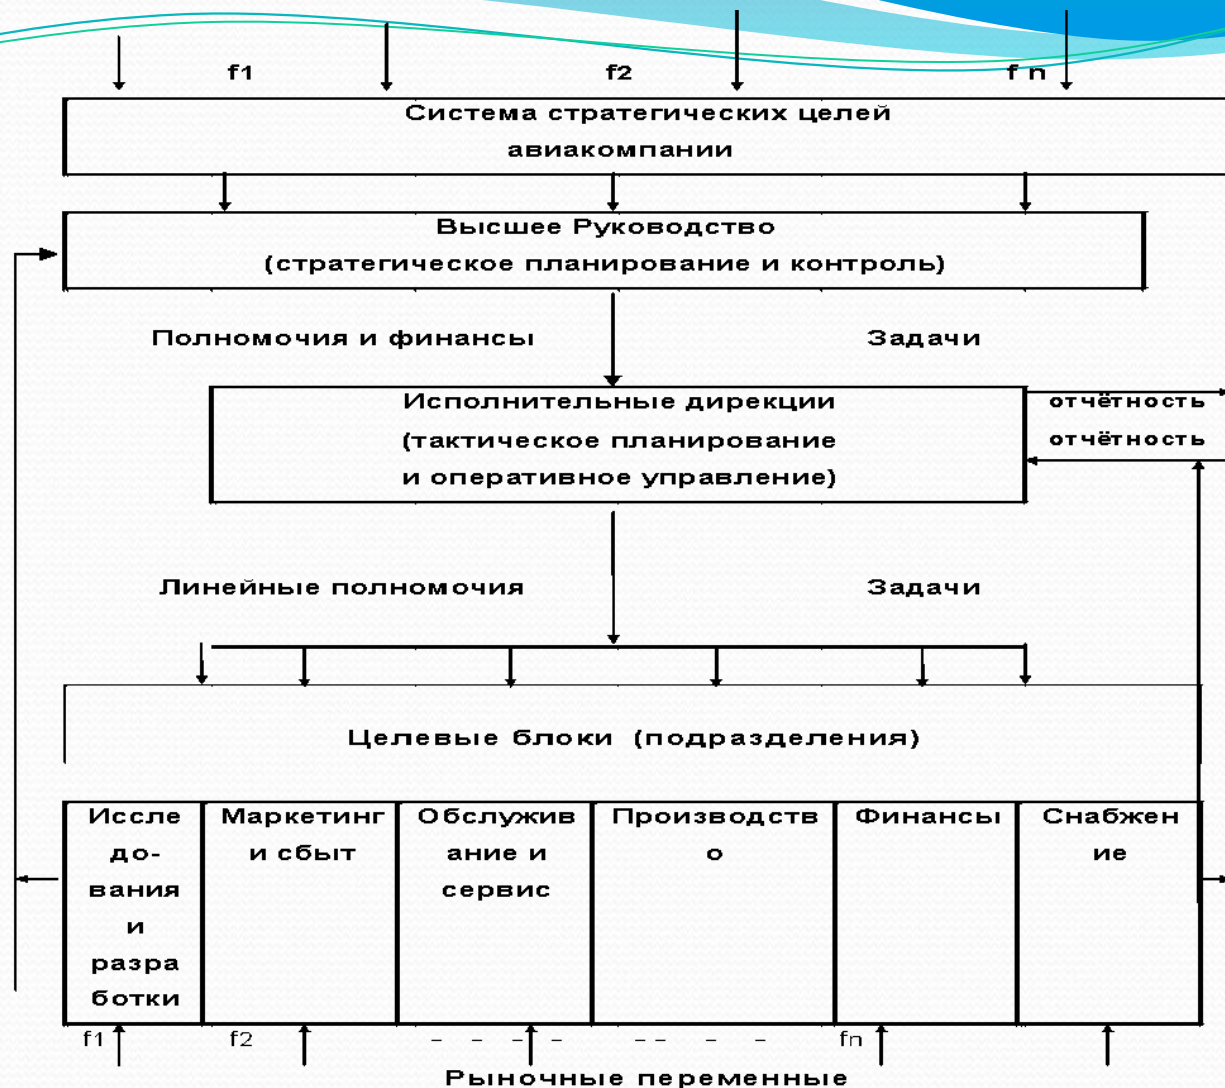 f1 f2 f n
Система стратегических целей
авиакомпании
Высшее Руководство
(стратегическое планирование и контроль)
Полномочия и финансы Задачи
Исполнительные дирекции
(тактическое планирование
и оперативное управление)
отчётность
отчётность
Линейные полномочия Задачи
Целевые блоки (подразделения)
Иссле
до-
вания
и
разра
ботки
Маркетинг
и сбыт
Обслужив
ание и
сервис
Производств
о
Финансы
Снабжен
ие
f1 f2 - - - - -- - - fn
Рыночные переменные